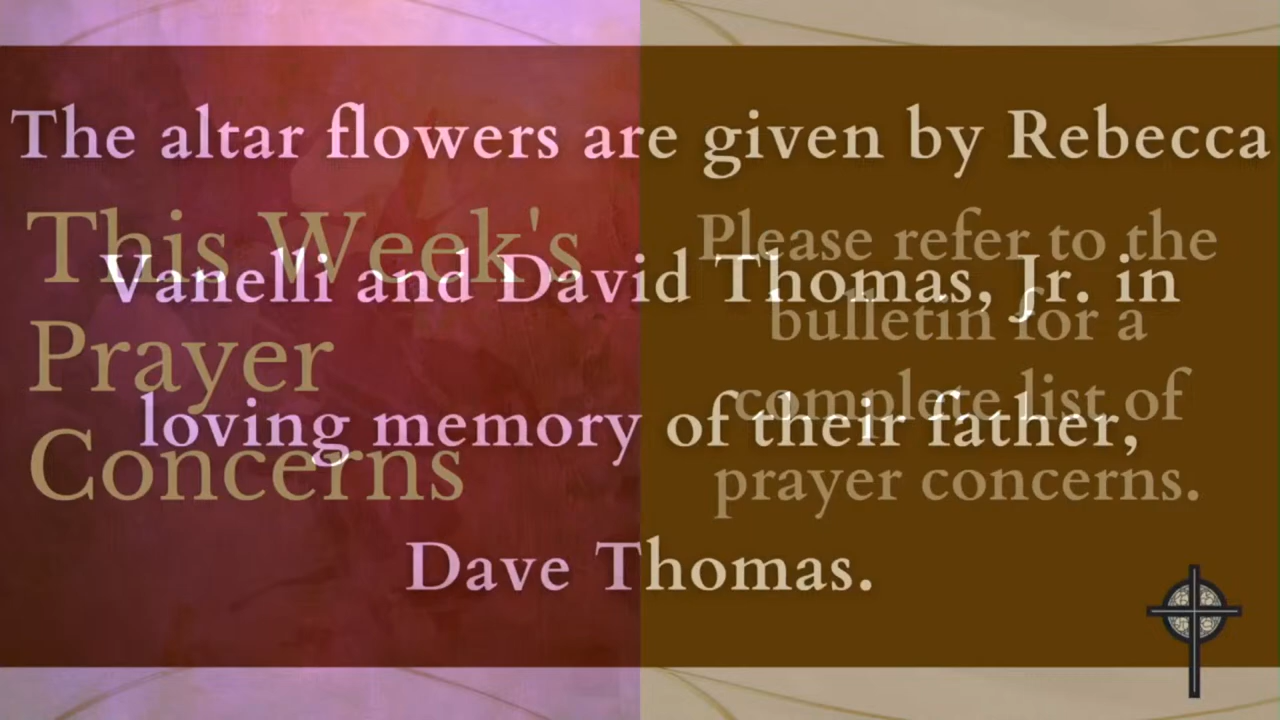 The altar flowers are given by Rebecca
Vanelli and David Thomas, Jr. in
loving memory of their father,
Dave Thomas.
This Week's
Prayer
Concerns
Please refer to the
bulletin for a
complete list of
prayer concerns.